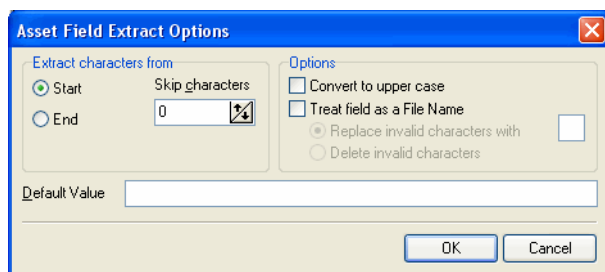 Asset Field Extract Options
Extract characters from
Start
Skip characters
0
End
Options
Convert to upper case
Treat field as a File Name
Replace invalid characters with
Delete invalid characters
Default Value
OK
Cancel